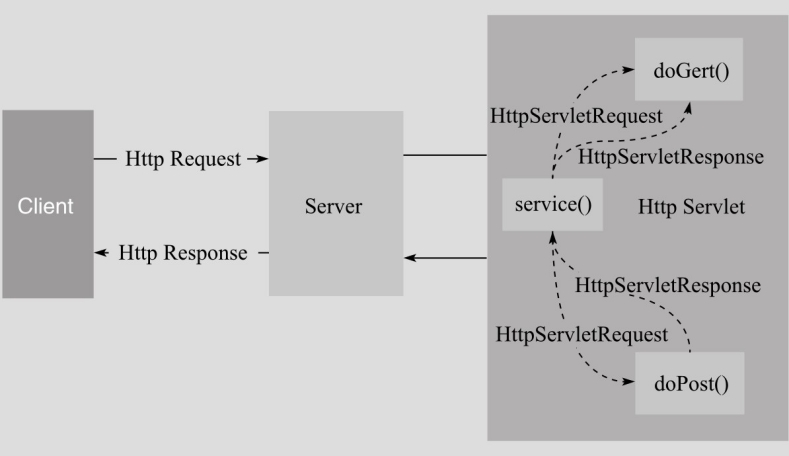 doGert()
HttpServletRequest
HttpServletResponse
Http Request
Client
Server
service()
Http Servlet
Http Response
HttpServletResponse
HttpServletRequest
doPost()